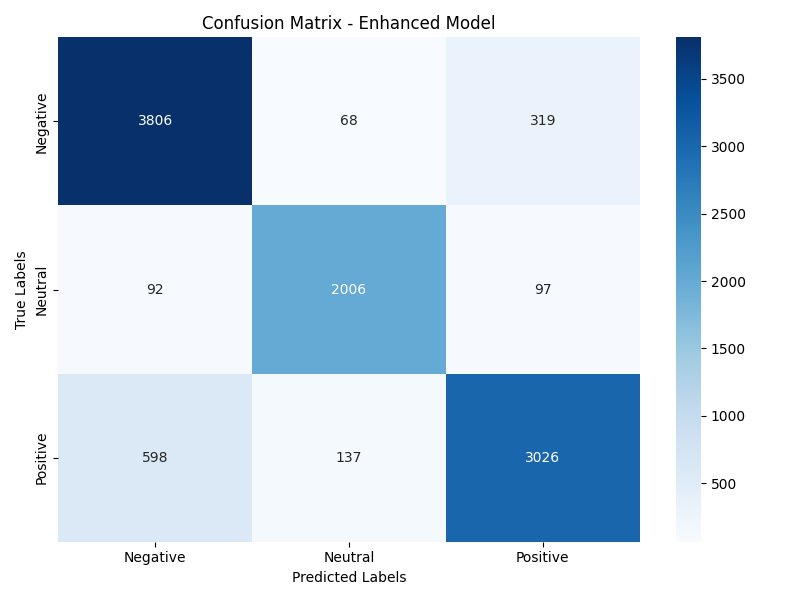 Confusion Matrix - Enhanced Model
Negative
3806
68
319
Neutral
92
2006
97
Positive
598
137
3026
True Labels
Negative
Neutral
Positive
Predicted Labels
3500
3000
2500
2000
1500
1000
500